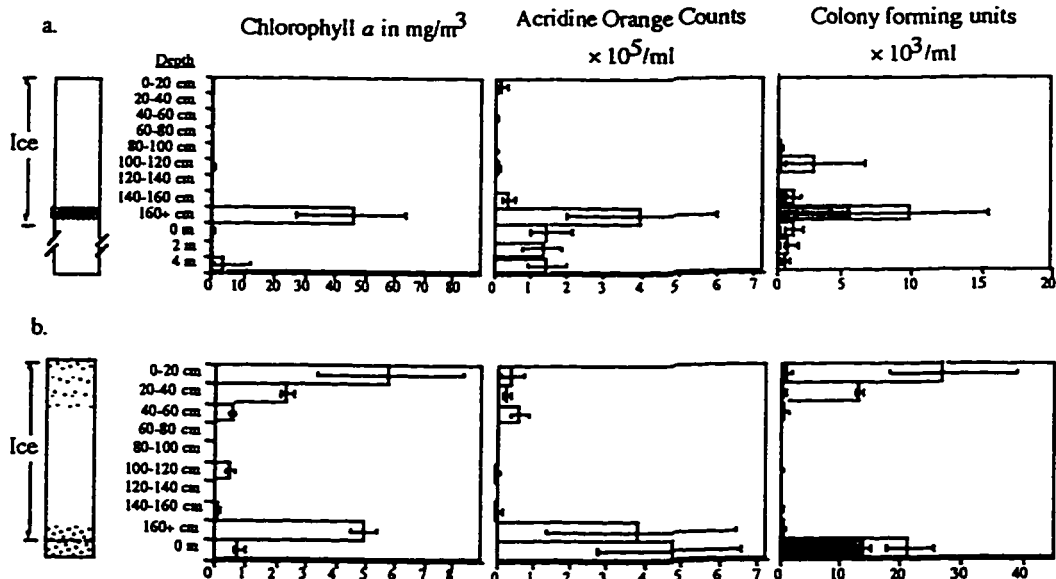 a.
Chlorophyll a in mg/m³
Acridine Orange Counts
× 10⁵/ml
Colony forming units
× 10³/ml
Depth
0-20 cm
20-40 cm
40-60 cm
60-80 cm
80-100 cm
100-120 cm
120-140 cm
140-160 cm
160+ cm
0 m
2 m
4 m
Ice
0 10 20 30 40 50 60 70 80
0 1 2 3 4 5 6 7
0 5 10 15 20
b.
0-20 cm
20-40 cm
40-60 cm
60-80 cm
80-100 cm
100-120 cm
120-140 cm
140-160 cm
160+ cm
0 m
Ice
0 1 2 3 4 5 6 7 8
0 1 2 3 4 5 6 7
0 10 20 30 40